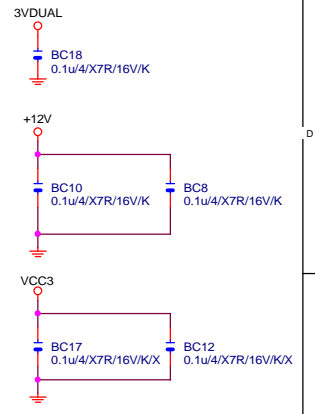 3VDUAL
BC18
0.1u/4/X7R/16V/K
+12V
D
BC10
0.1u/4/X7R/16V/K
BC8
0.1u/4/X7R/16V/K
VCC3
BC17
0.1u/4/X7R/16V/K/X
BC12
0.1u/4/X7R/16V/K/X